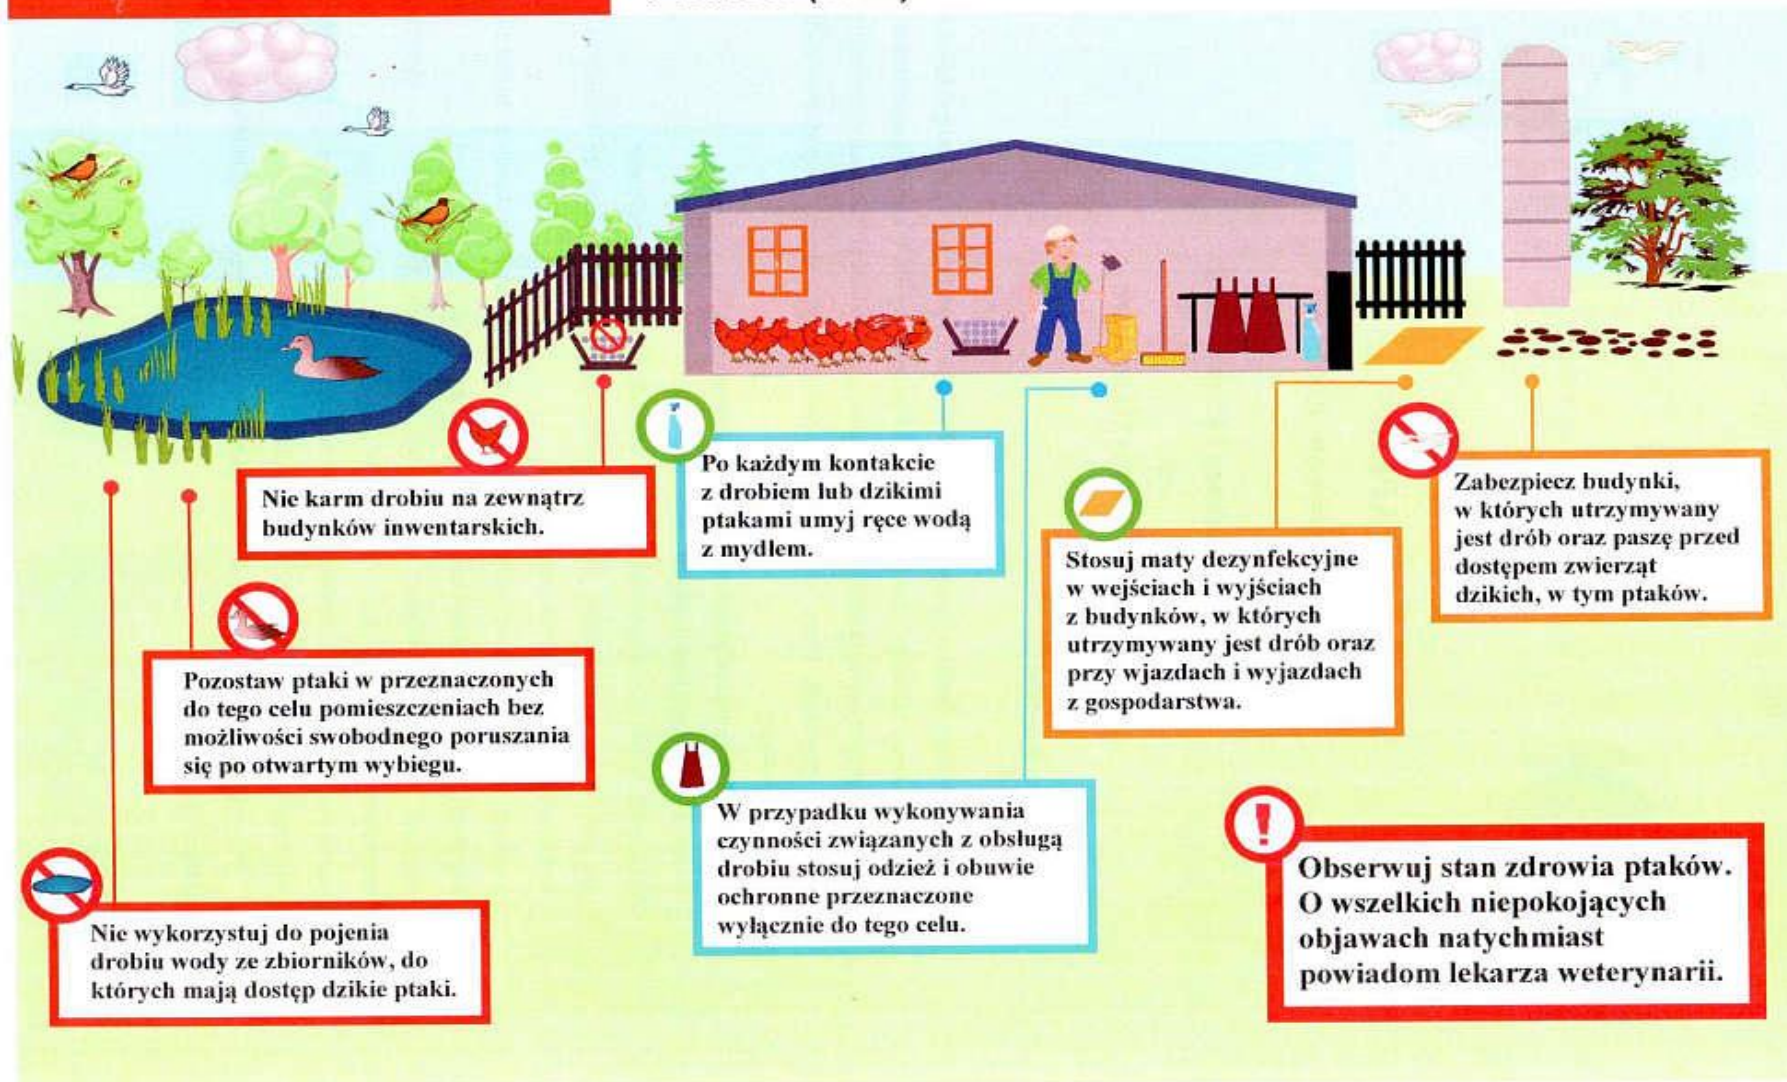 Nie karm drobiu na zewnątrz
budynków inwentarskich.
Po każdym kontakcie
z drobiem lub dzikimi
ptakami umyj ręce wodą
z mydłem.
Stosuj maty dezynfekcyjne
w wejściach i wyjściach
z budynków, w których
utrzymywany jest drób oraz
przy wjazdach i wyjazdach
z gospodarstwa.
Zabezpiecz budynki,
w których utrzymywany
jest drób oraz paszę przed
dostępem zwierząt
dzikich, w tym ptaków.
Pozostaw ptaki w przeznaczonych
do tego celu pomieszczeniach bez
możliwości swobodnego poruszania
się po otwartym wybiegu.
W przypadku wykonywania
czynności związanych z obsługą
drobiu stosuj odzież i obuwie
ochronne przeznaczone
wyłącznie do tego celu.
Nie wykorzystuj do pojenia
drobiu wody ze zbiorników, do
których mają dostęp dzikie ptaki.
!
Obserwuj stan zdrowia ptaków.
O wszelkich niepokojących
objawach natychmiast
powiadom lekarza weterynarii.